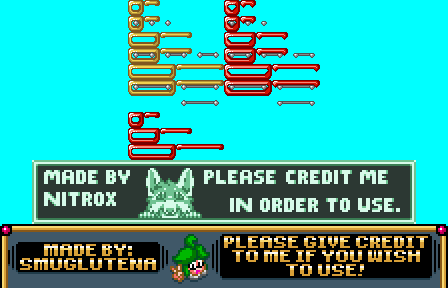 MADE BY PLEASE CREDIT ME
NITROX IN ORDER TO USE.
MADE BY:
SMUGLUTENA
PLEASE GIVE CREDIT
TO ME IF YOU WISH
TO USE!